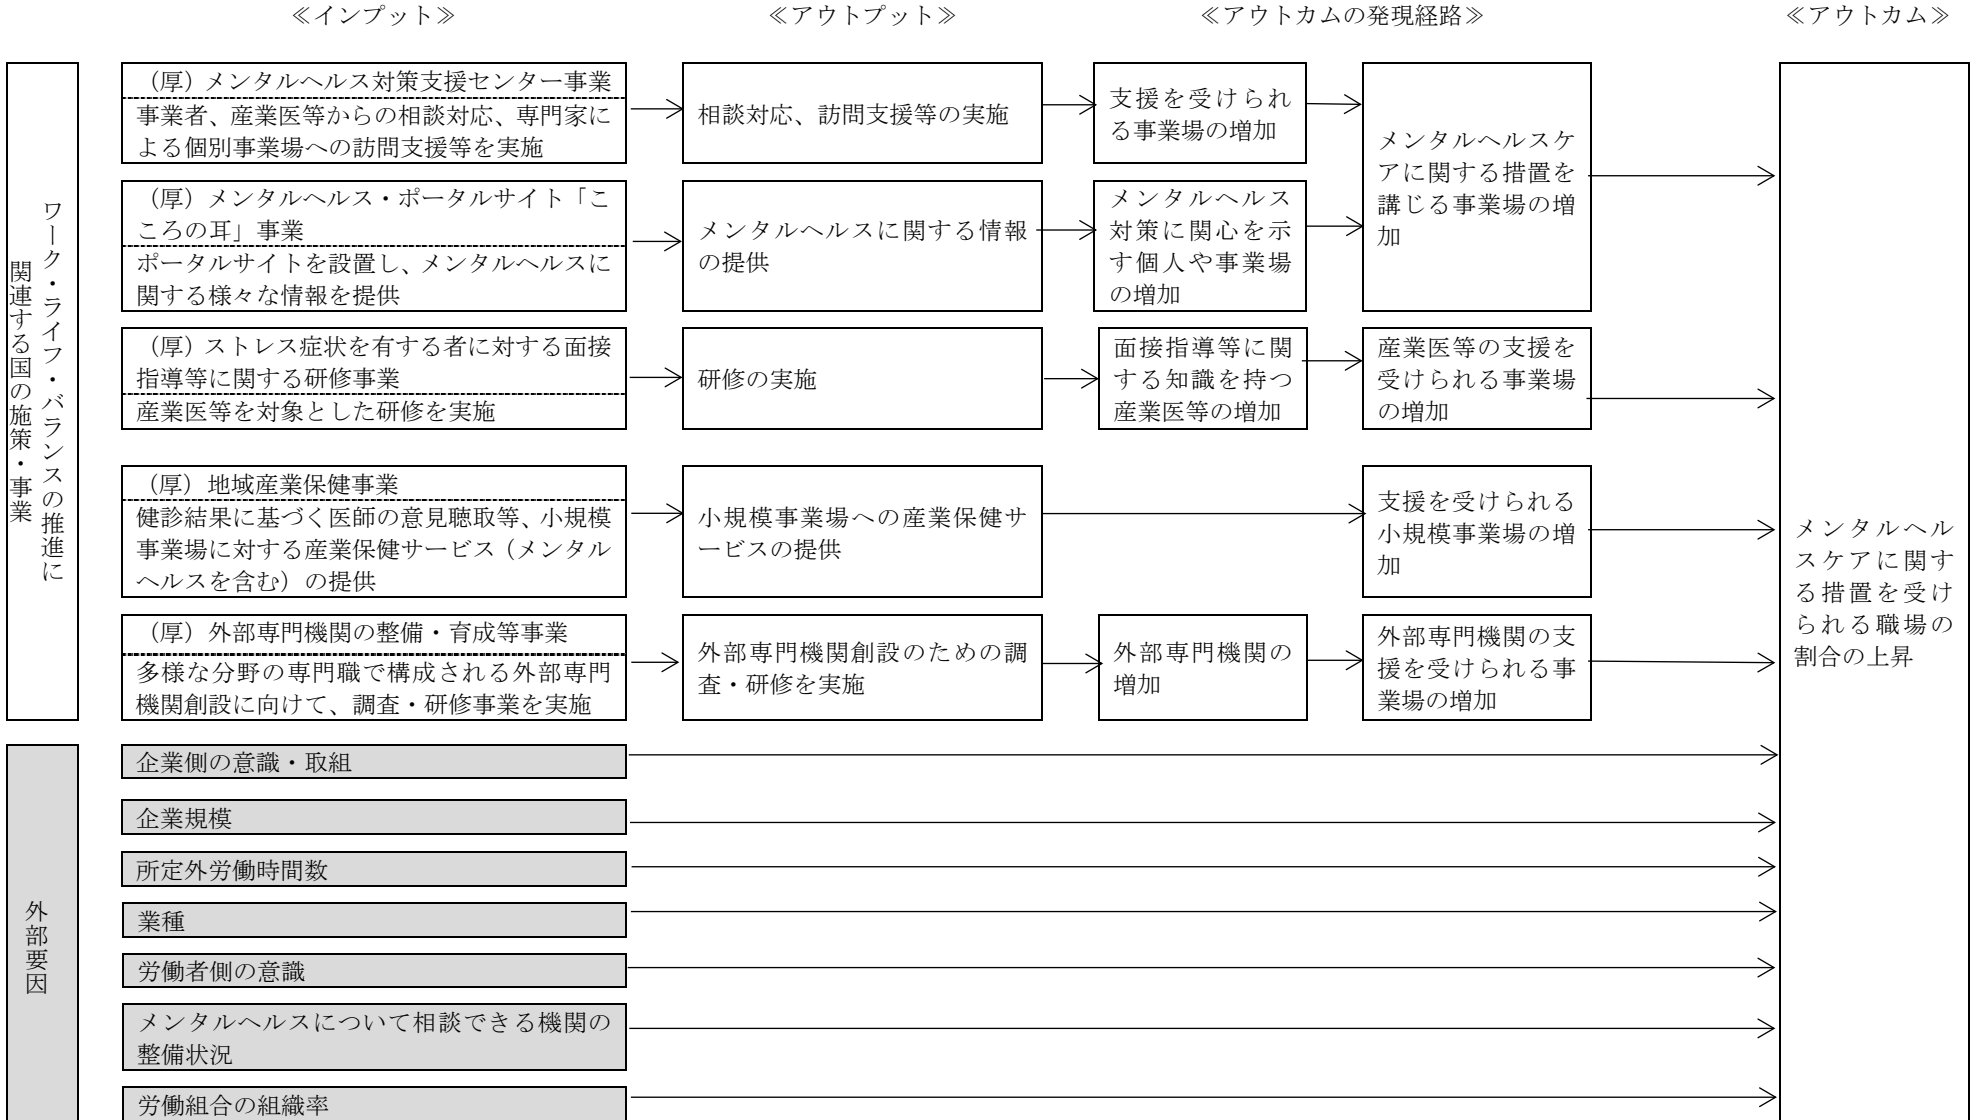 ≪インプット≫
≪アウトプット≫
≪アウトカムの発現経路≫
≪アウトカム≫
ワーク・ライフ・バランスの推進に
関連する国の施策・事業
（厚）メンタルヘルス対策支援センター事業
事業者、産業医等からの相談対応、専門家に
よる個別事業場への訪問支援等を実施
相談対応、訪問支援等の実施
支援を受けられ
る事業場の増加
メンタルヘルスケ
アに関する措置を
講じる事業場の増
加
（厚）メンタルヘルス・ポータルサイト「こ
ころの耳」事業
ポータルサイトを設置し、メンタルヘルスに
関する様々な情報を提供
メンタルヘルスに関する情報
の提供
メンタルヘルス
対策に関心を示
す個人や事業場
の増加
（厚）ストレス症状を有する者に対する面接
指導等に関する研修事業
産業医等を対象とした研修を実施
研修の実施
面接指導等に関
する知識を持つ
産業医等の増加
産業医等の支援を
受けられる事業場
の増加
（厚）地域産業保健事業
健診結果に基づく医師の意見聴取等、小規模
事業場に対する産業保健サービス（メンタル
ヘルスを含む）の提供
小規模事業場への産業保健サ
ービスの提供
支援を受けられる
小規模事業場の増
加
（厚）外部専門機関の整備・育成等事業
多様な分野の専門職で構成される外部専門
機関創設に向けて、調査・研修事業を実施
外部専門機関創設のための調
査・研修を実施
外部専門機関の
増加
外部専門機関の支
援を受けられる事
業場の増加
メンタルヘル
スケアに関す
る措置を受け
られる職場の
割合の上昇
外部要因
企業側の意識・取組
企業規模
所定外労働時間数
業種
労働者側の意識
メンタルヘルスについて相談できる機関の
整備状況
労働組合の組織率